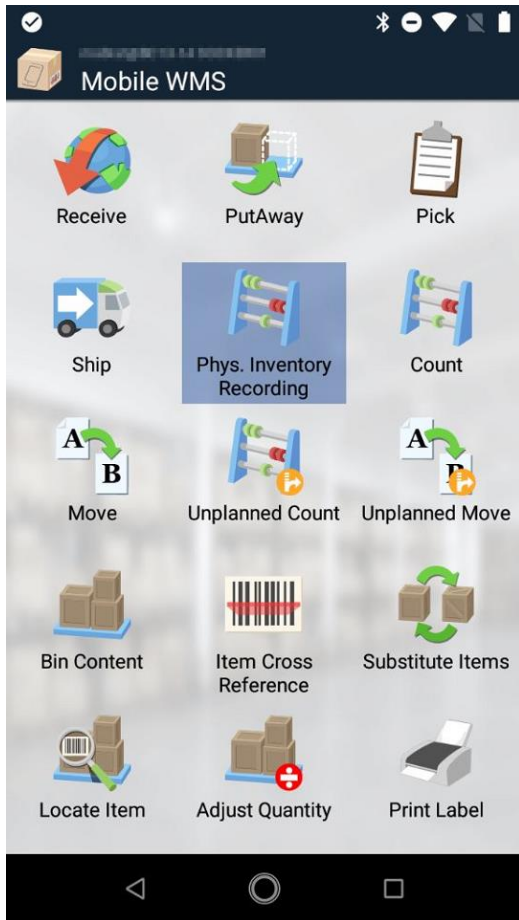 Mobile WMS
Receive
PutAway
Pick
Ship
Phys. Inventory
Recording
Count
A
B
Move
Unplanned Count
A
Unplanned Move
Bin Content
Item Cross
Reference
Substitute Items
Locate Item
Adjust Quantity
Print Label